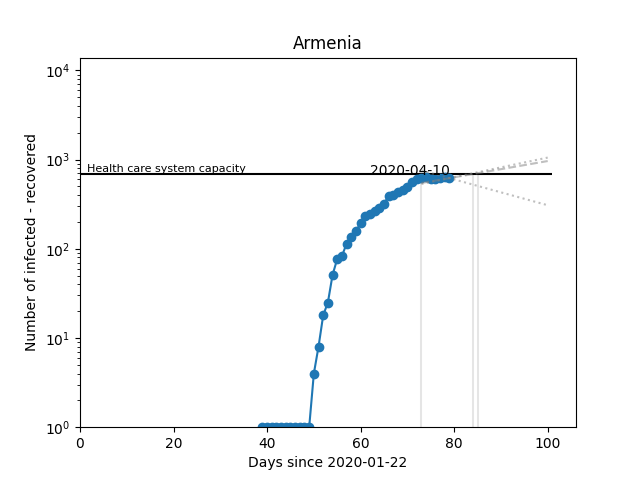 Armenia
10⁴
10³
10²
10¹
10⁰
Number of infected - recovered
Health care system capacity
2020-04-10
0 20 40 60 80 100
Days since 2020-01-22